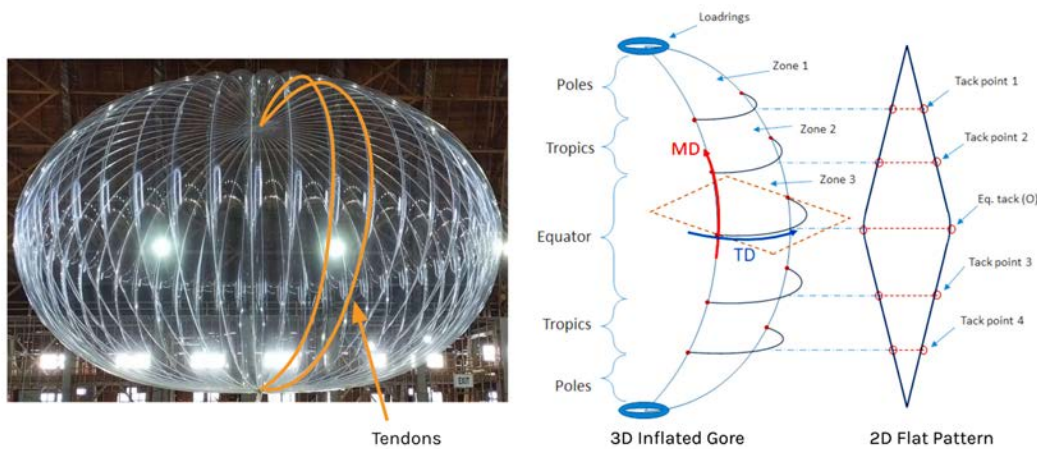 Loadrings
Zone 1
Poles
Tack point 1
Zone 2
Tropics
Tack point 2
MD
Zone 3
Equator
Eq. tack (O)
TD
Tack point 3
Tropics
Tack point 4
Poles
EXIT
Tendons
3D Inflated Gore
2D Flat Pattern